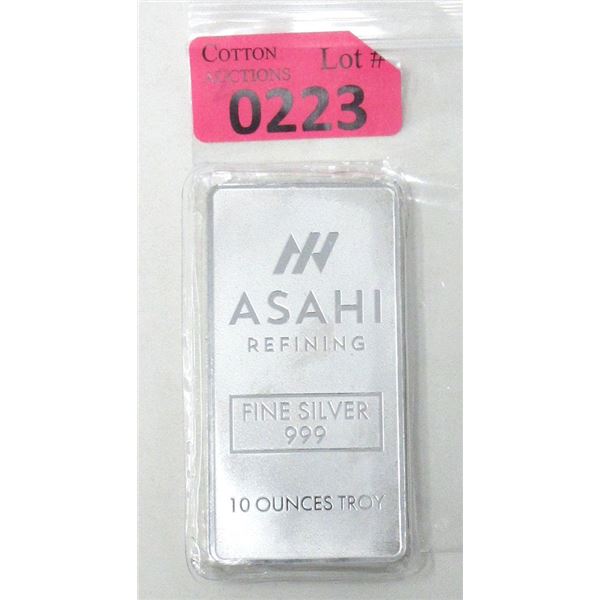 COTTON
AUCTIONS
Lot #
0223
ASAHI
REFINING
FINE SILVER
999
10 OUNCES TROY